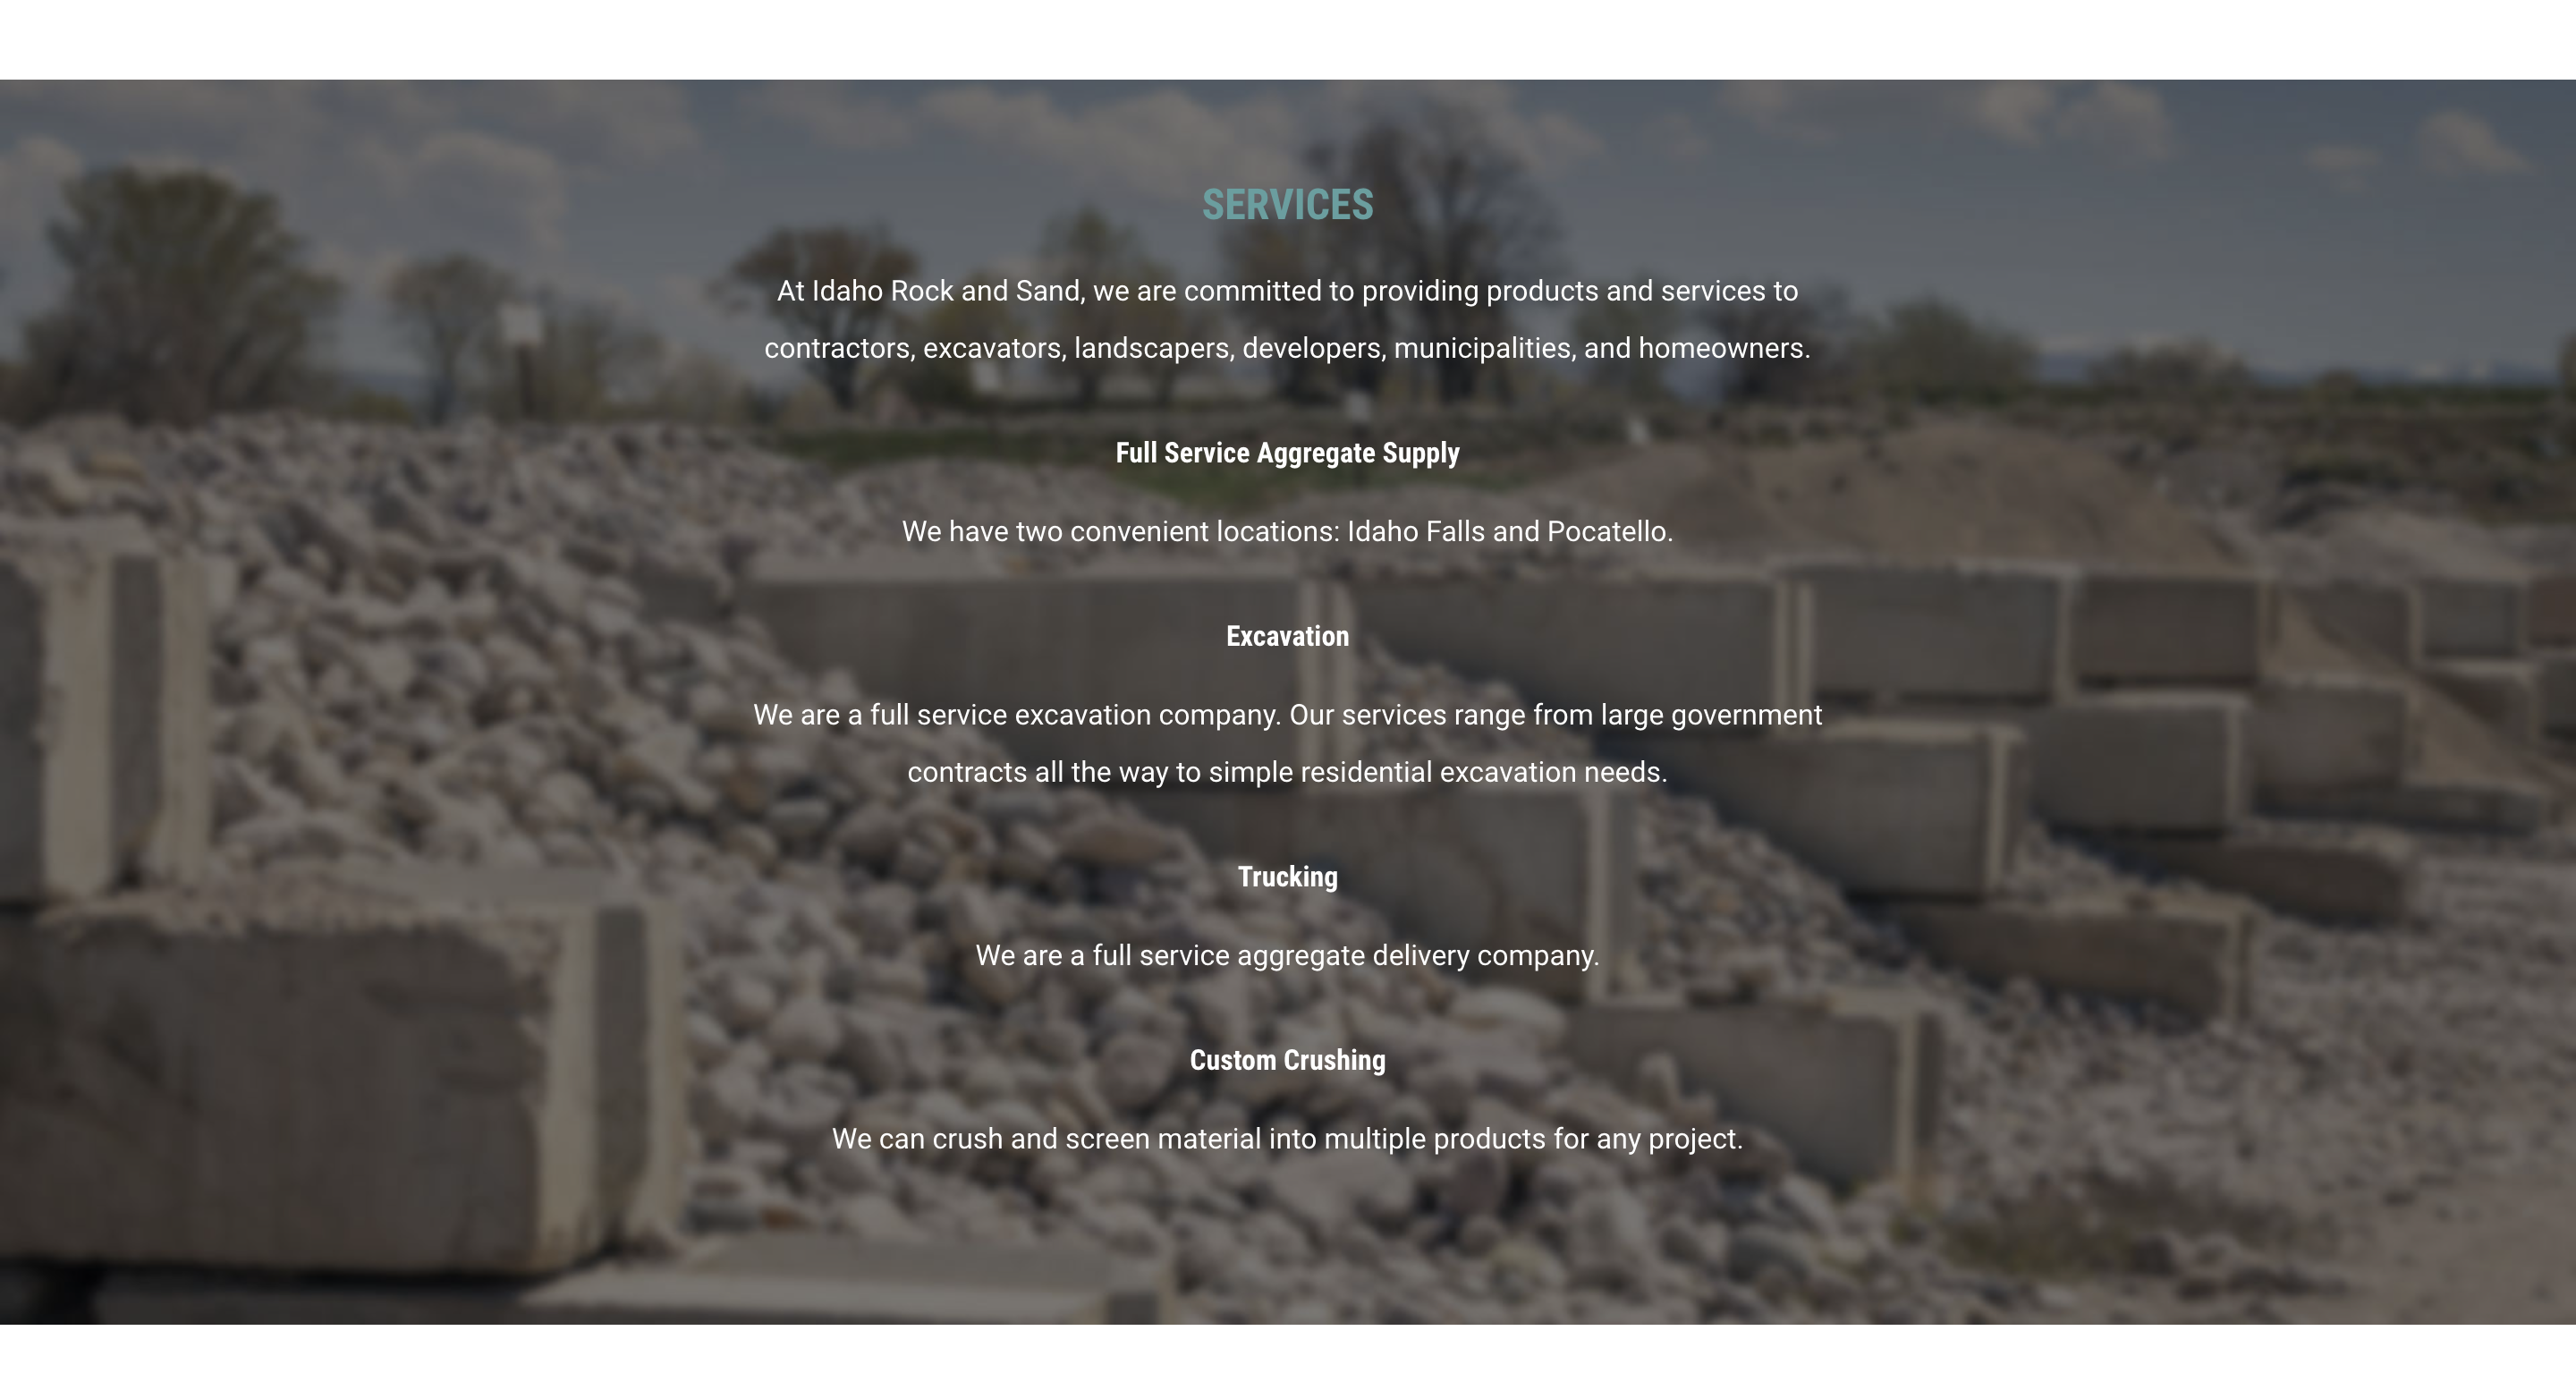 SERVICES
At Idaho Rock and Sand, we are committed to providing products and services to
contractors, excavators, landscapers, developers, municipalities, and homeowners.
Full Service Aggregate Supply
We have two convenient locations: Idaho Falls and Pocatello.
Excavation
We are a full service excavation company. Our services range from large government
contracts all the way to simple residential excavation needs.
Trucking
We are a full service aggregate delivery company.
Custom Crushing
We can crush and screen material into multiple products for any project.